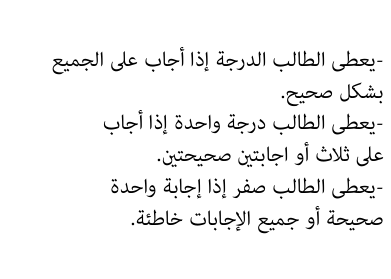 -يعطى الطالب الدرجة إذا أجاب على الجميع
بشكل صحيح.
-يعطى الطالب درجة واحدة إذا أجاب
على ثلاث أو اجابتين صحيحتين.
-يعطى الطالب صفر إذا إجابة واحدة
صحيحة أو جميع الإجابات خاطئة.